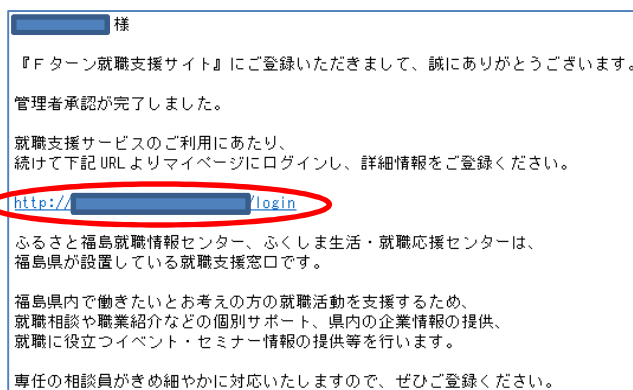 様
『Ｆターン就職支援サイト』にご登録いただきまして、誠にありがとうございます。
管理者承認が完了しました。
就職支援サービスのご利用にあたり、
続けて下記URLよりマイページにログインし、詳細情報をご登録ください。
http://
/login
ふるさと福島就職情報センター、ふくしま生活・就職応援センターは、
福島県が設置している就職支援窓口です。
福島県内で働きたいとお考えの方の就職活動を支援するため、
就職相談や職業紹介などの個別サポート、県内の企業情報の提供、
就職に役立つイベント・セミナー情報の提供等を行います。
専任の相談員がきめ細やかに対応いたしますので、ぜひご登録ください。